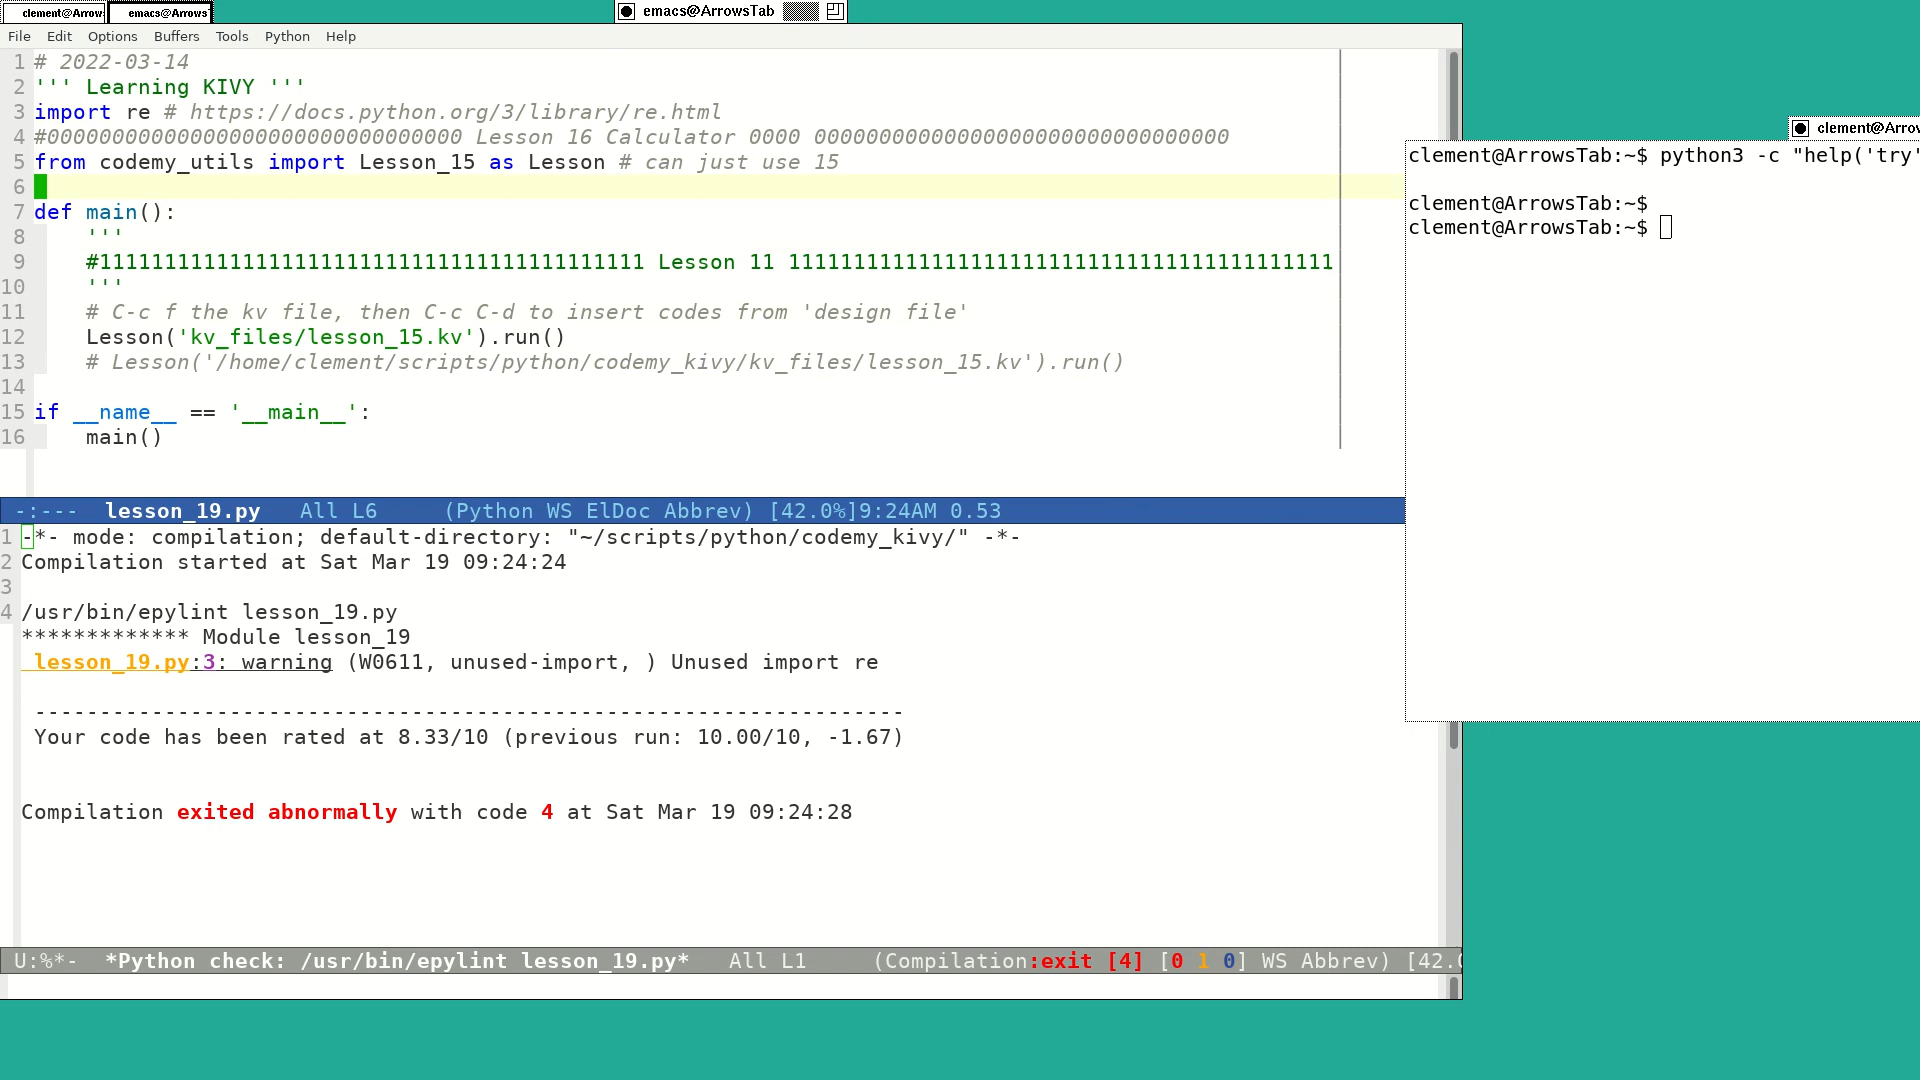 clement@Arrow
emacs@Arrows
emacs@ArrowsTab
File Edit Options Buffers Tools Python Help
1 # 2022-03-14
2 ''' Learning KIVY '''
3 import re # https://docs.python.org/3/library/re.html
4 #00000000000000000000000000000000 Lesson 16 Calculator 0000 00000000000000000000000000000000
5 from codemy_utils import Lesson_15 as Lesson # can just use 15
6
7 def main():
8 '''
9 #111111111111111111111111111111111111111111 Lesson 11 111111111111111111111111111111111111111111
10 '''
11 # C-c f the kv file, then C-c C-d to insert codes from 'design file'
12 Lesson('kv_files/lesson_15.kv').run()
13 # Lesson('/home/clement/scripts/python/codemy_kivy/kv_files/lesson_15.kv').run()
14
15 if __name__ == '__main__':
16 main()
-:--- lesson_19.py All L6 (Python WS ElDoc Abbrev) [42.0%]9:24AM 0.53
1 -*- mode: compilation; default-directory: "~/scripts/python/codemy_kivy/" -*-
2 Compilation started at Sat Mar 19 09:24:24
3
4 /usr/bin/epylint lesson_19.py
************* Module lesson_19
lesson_19.py:3: warning (W0611, unused-import, ) Unused import re
-------------------------------------------------------------------
Your code has been rated at 8.33/10 (previous run: 10.00/10, -1.67)
Compilation exited abnormally with code 4 at Sat Mar 19 09:24:28
U:%*- *Python check: /usr/bin/epylint lesson_19.py* All L1 (Compilation:exit [4] [0 1 0] WS Abbrev) [42.0
clement@Arrow
clement@ArrowsTab:~$ python3 -c "help('try'
clement@ArrowsTab:~$
clement@ArrowsTab:~$